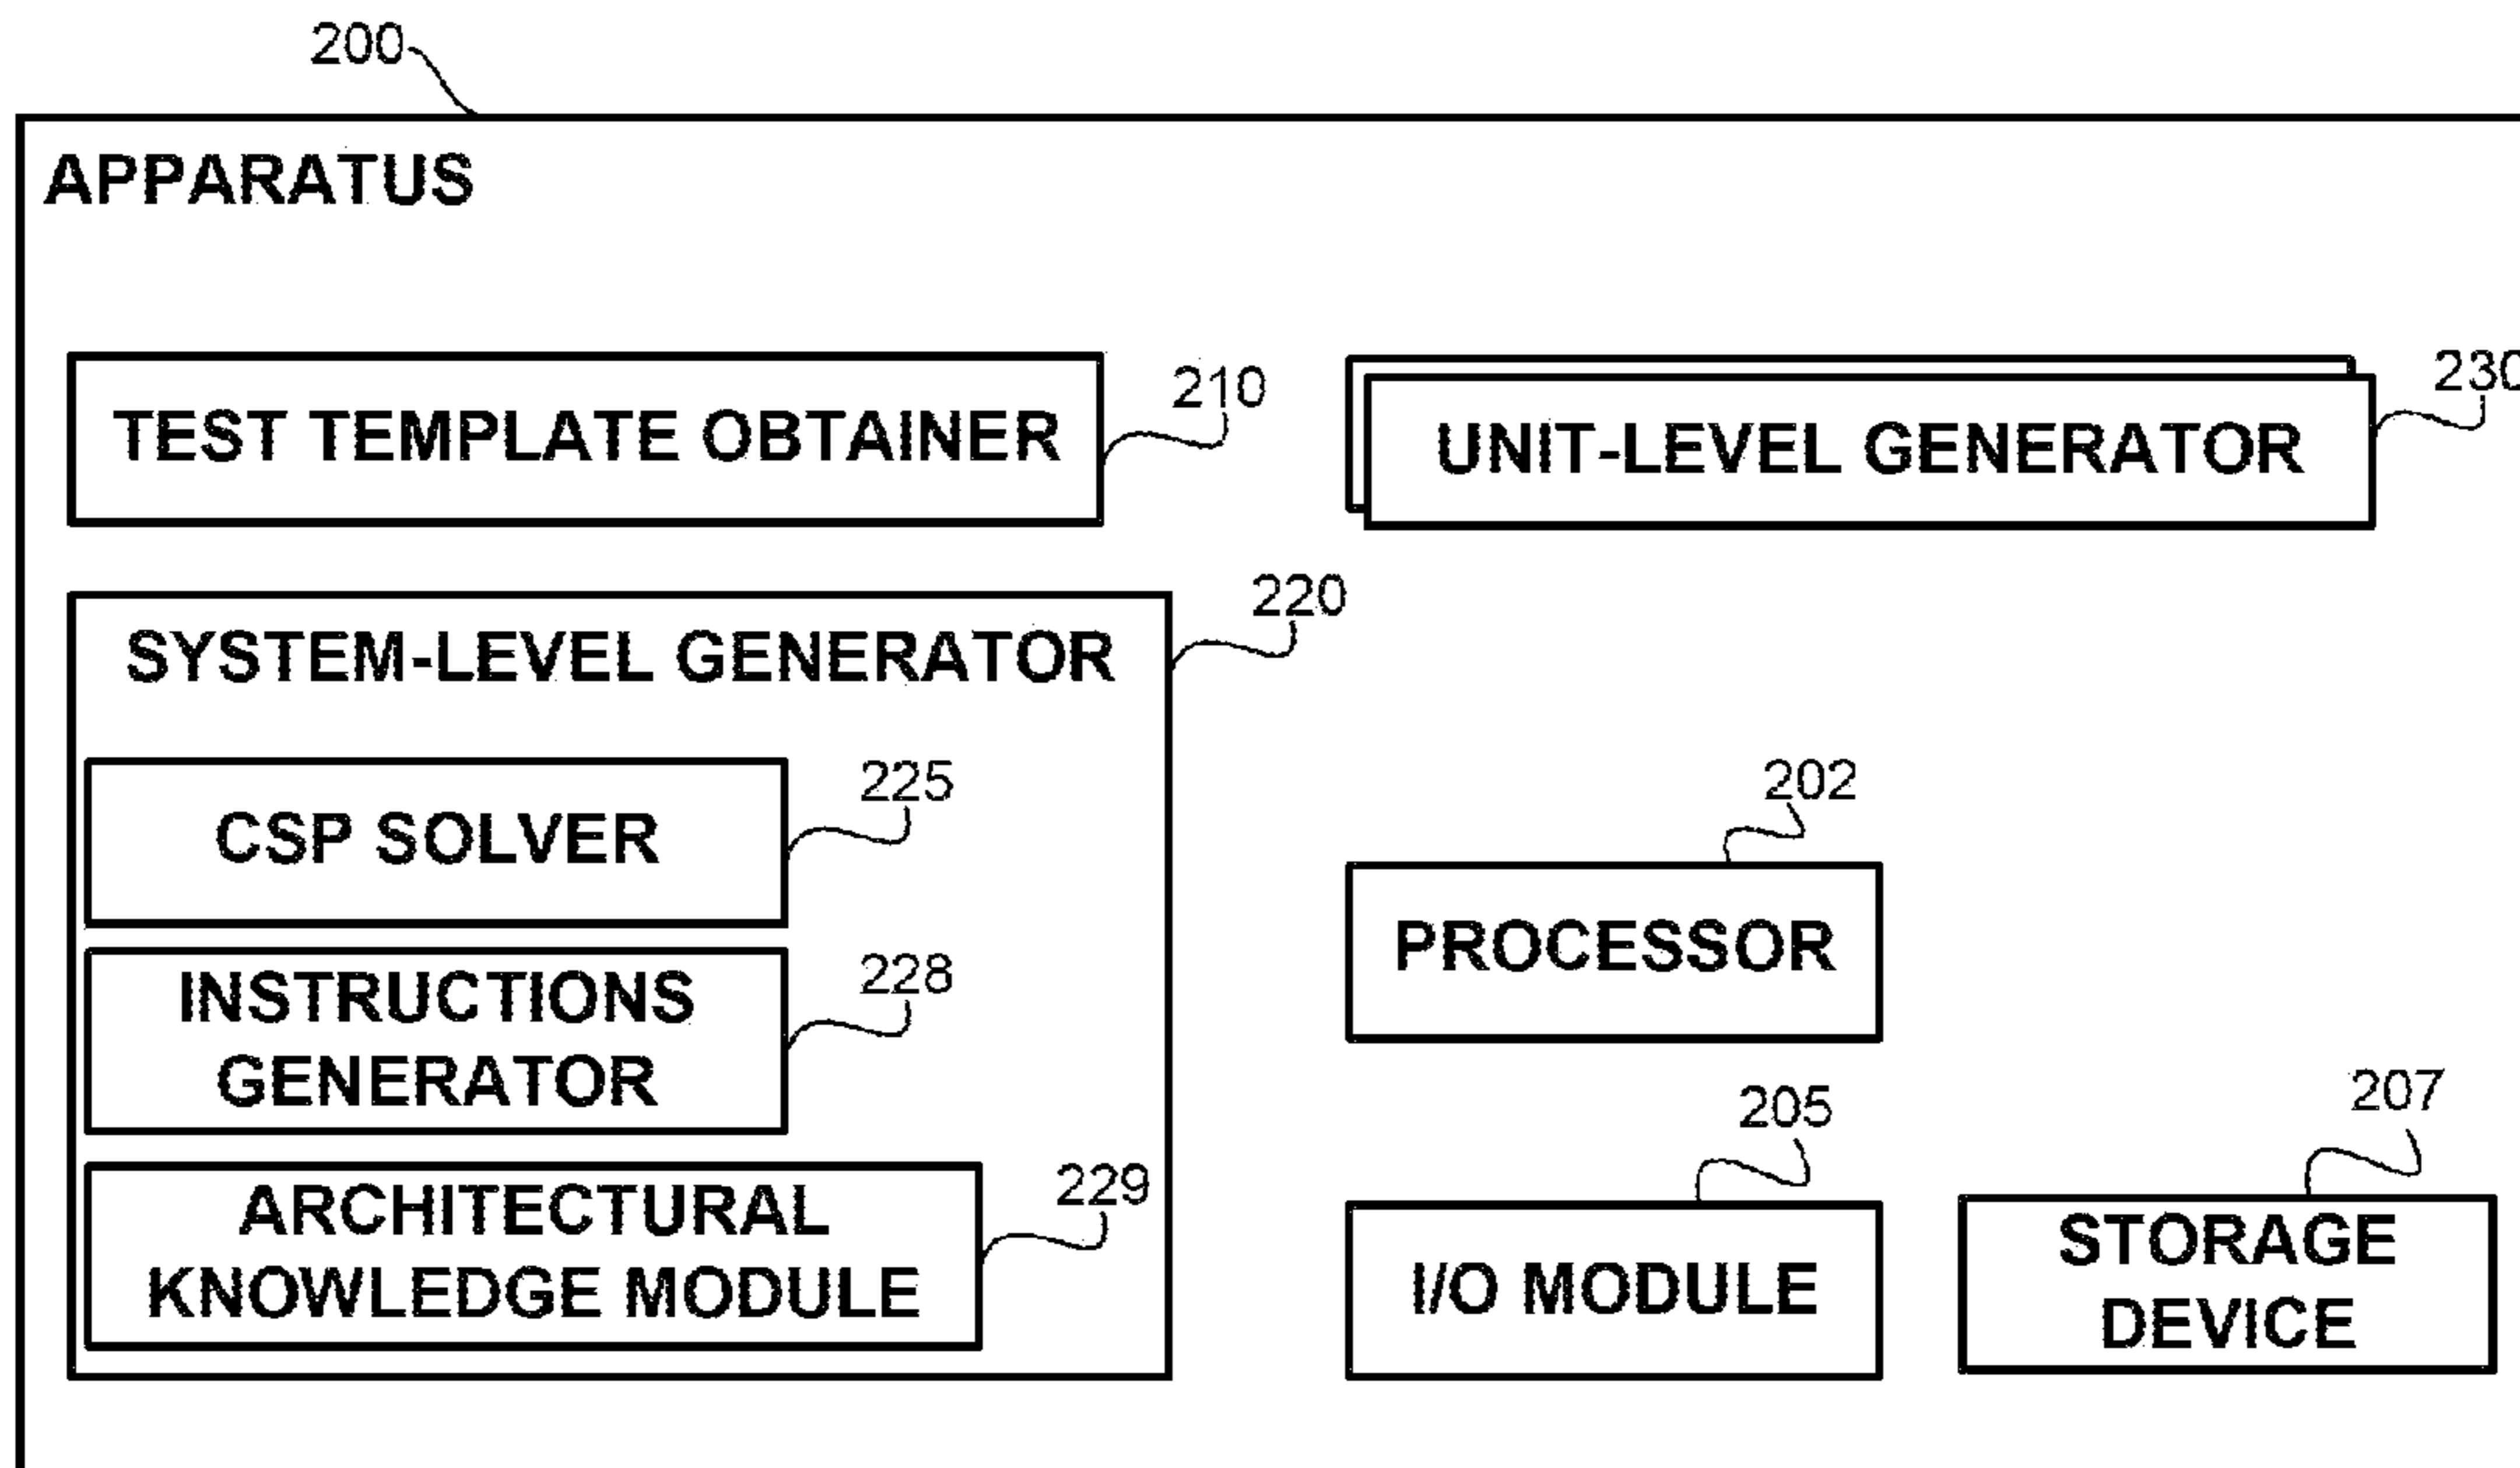 200
APPARATUS
210
TEST TEMPLATE OBTAINER
230
UNIT-LEVEL GENERATOR
220
SYSTEM-LEVEL GENERATOR
225
CSP SOLVER
228
INSTRUCTIONS
GENERATOR
229
ARCHITECTURAL
KNOWLEDGE MODULE
202
PROCESSOR
205
I/O MODULE
207
STORAGE
DEVICE